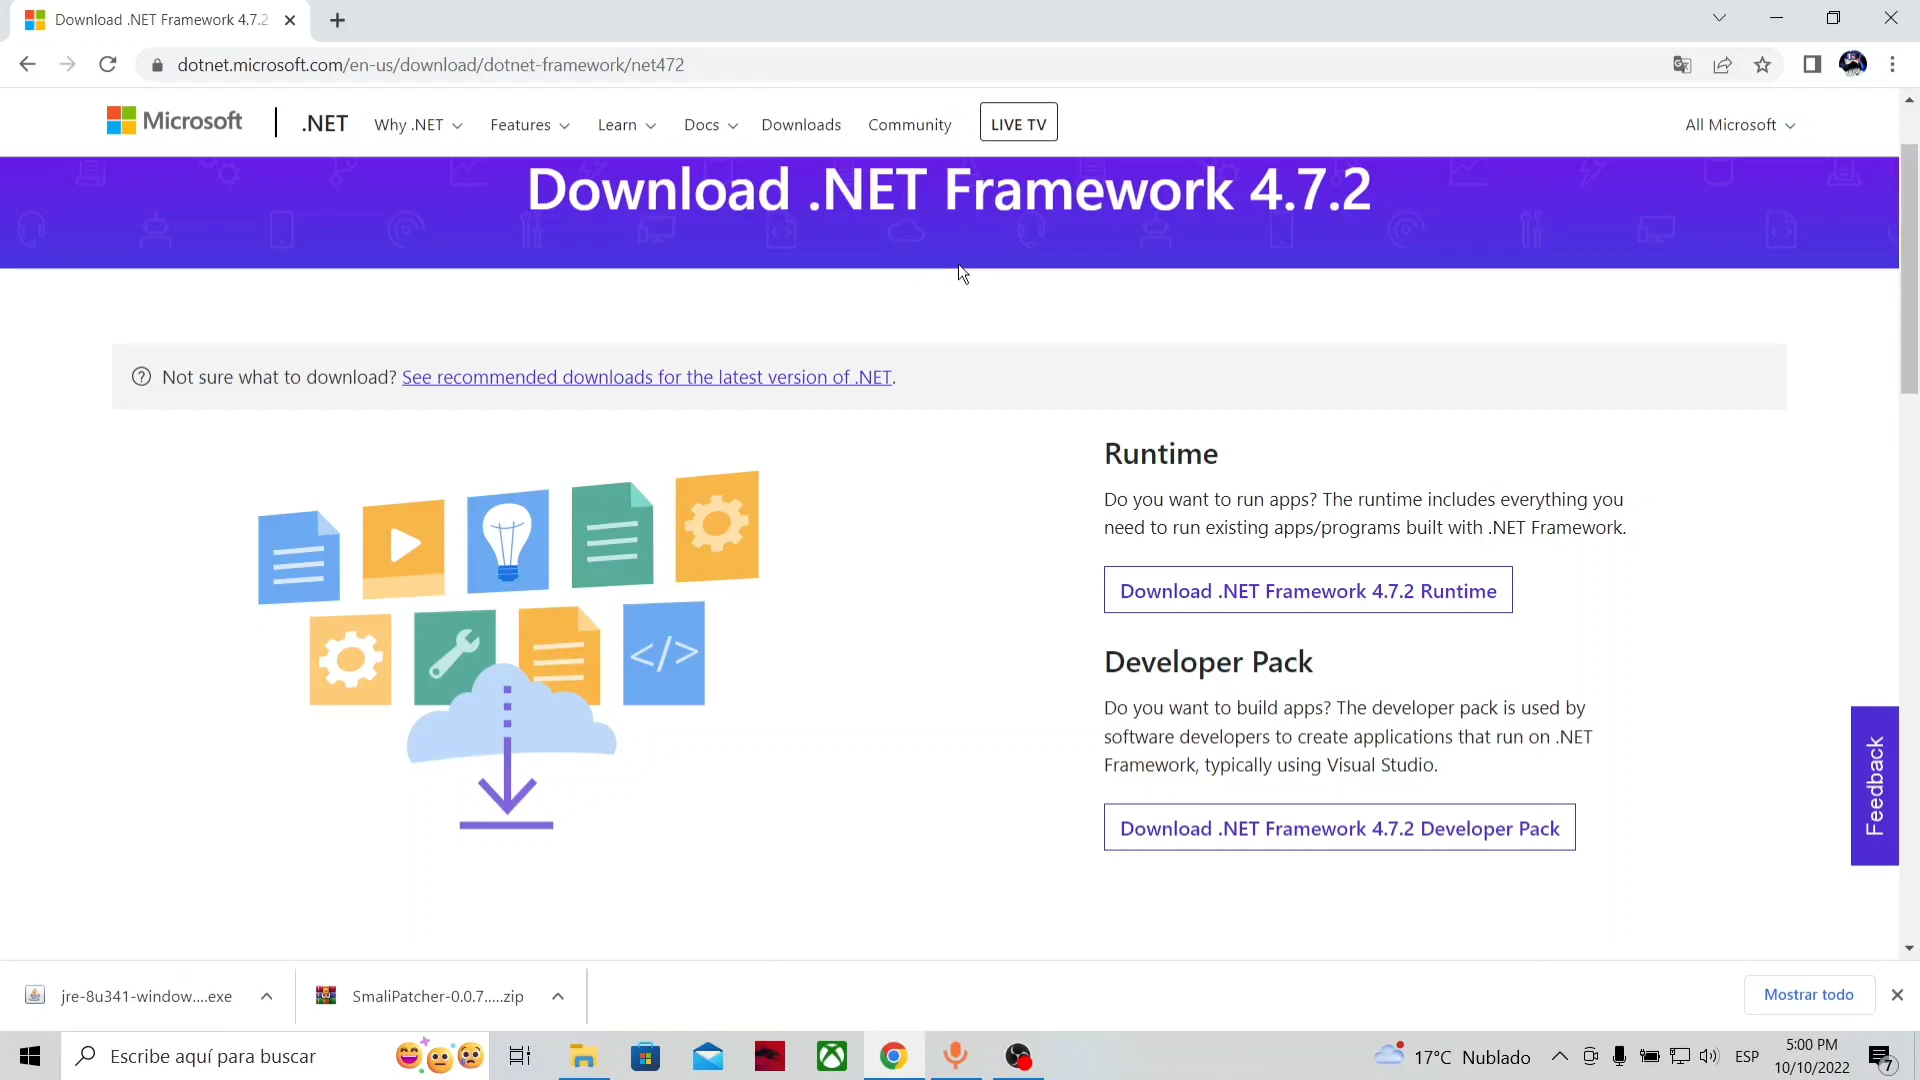 Download .NET Framework 4.7.2
dotnet.microsoft.com/en-us/download/dotnet-framework/net472
Microsoft
.NET
Why .NET
Features
Learn
Docs
Downloads
Community
LIVE TV
All Microsoft
Download .NET Framework 4.7.2
Not sure what to download? See recommended downloads for the latest version of .NET.
Runtime
Do you want to run apps? The runtime includes everything you
need to run existing apps/programs built with .NET Framework.
Download .NET Framework 4.7.2 Runtime
Developer Pack
Do you want to build apps? The developer pack is used by
software developers to create applications that run on .NET
Framework, typically using Visual Studio.
Download .NET Framework 4.7.2 Developer Pack
</>
Feedback
jre-8u341-window....exe
SmaliPatcher-0.0.7.....zip
Mostrar todo
Escribe aquí para buscar
17°C Nublado
ESP
5:00 PM
10/10/2022
7